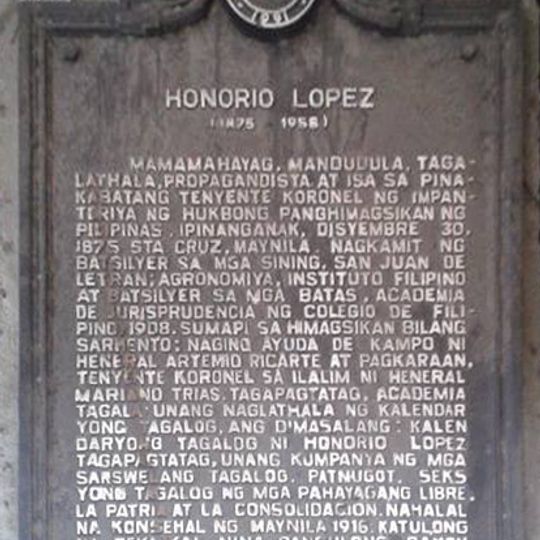 1991
HONORIO LOPEZ
(1875 - 1958)
MAMAMAHAYAG, MANDUDULA, TAGA-
LATHALA, PROPAGANDISTA AT ISA SA PINA-
KABATANG TENYENTE KORONEL NG IMPAN-
TERIYA NG HUKBONG PANGHIMAGSIKAN NG
PILIPINAS. IPINANGANAK, DISYEMBRE 30,
1875 STA CRUZ, MAYNILA. NAGKAMIT NG
BATSILYER SA MGA SINING, SAN JUAN DE
LETRAN; AGRONOMIYA, INSTITUTO FILIPINO
AT BATSILYER SA MGA BATAS, ACADEMIA
DE JURISPRUDENCIA NG COLEGIO DE FILI-
PINO, 1908. SUMAPI SA HIMAGSIKAN BILANG
SARHENTO; NAGING AYUDA DE KAMPO NI
HENERAL ARTEMIO RICARTE AT PAGKARAAN,
TENYENTE KORONEL SA ILALIM NI HENERAL
MARIANO TRIAS. TAGAPAGTATAG, ACADEMIA
TAGALA; UNANG NAGLATHALA NG KALENDAR
YONG TAGALOG, ANG DIMASALANG: KALEN
DARYONG TAGALOG NI HONORIO LOPEZ
TAGAPAGTATAG, UNANG KUMPANYA NG MGA
SARSWELANG TAGALOG. PATNUGOT, SEKS
YONG TAGALOG NG MGA PAHAYAGANG LIBRE,
LA PATRIA AT LA CONSOLIDACION. NAHALAL
NA KONSEHAL NG MAYNILA 1916. KATULONG